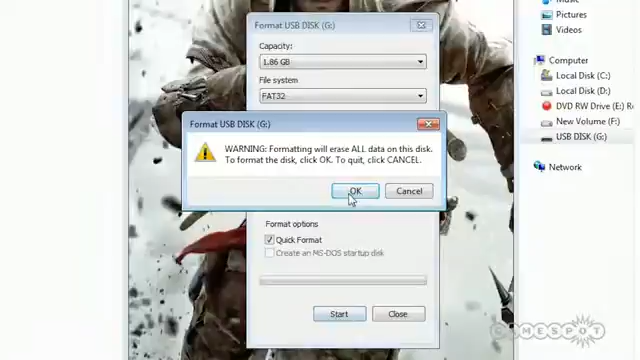 Format USB DISK (G:)
Capacity:
1.86 GB
File system
FAT32
Format USB DISK (G:)
WARNING: Formatting will erase ALL data on this disk.
To format the disk, click OK. To quit, click CANCEL.
OK
Cancel
Format options
Quick Format
Create an MS-DOS startup disk
Start
Close
Pictures
Videos
Computer
Local Disk (C:)
Local Disk (D:)
DVD RW Drive (E:) R
New Volume (F:)
USB DISK (G:)
Network
GAMESPOT